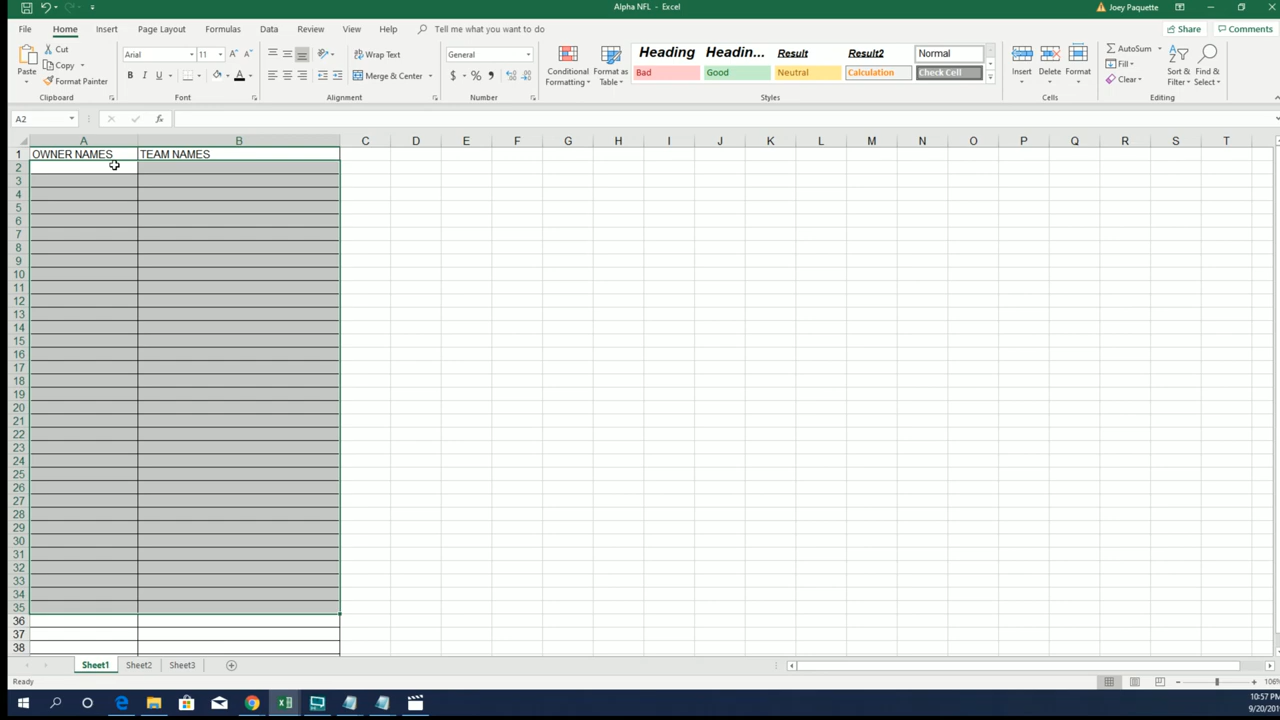 Alpha NFL - Excel
Joey Paquette
File Home Insert Page Layout Formulas Data Review View Help Tell me what you want to do
Share Comments
Paste
Cut
Copy
Format Painter
Clipboard
Arial 11
B U A
Font
Wrap Text
Merge & Center
Alignment
General
$ % ,
Number
Conditional Formatting
Format as Table
Heading Headin... Result Result2 Normal
Bad Good Neutral Calculation Check Cell
Styles
Insert Delete Format
Cells
AutoSum
Fill
Clear
Sort & Filter
Find & Select
Editing
A2 fx
A B C D E F G H I J K L M N O P Q R S T
1 OWNER NAMES TEAM NAMES
2
3
4
5
6
7
8
9
10
11
12
13
14
15
16
17
18
19
20
21
22
23
24
25
26
27
28
29
30
31
32
33
34
35
36
37
38
Sheet1 Sheet2 Sheet3
Ready
10:57 PM